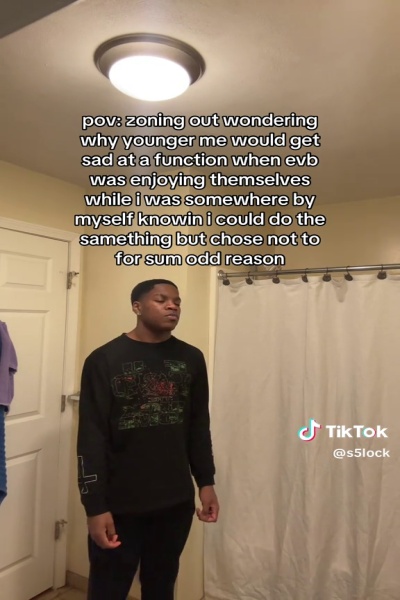 pov: zoning out wondering
why younger me would get
sad at a function when evb
was enjoying themselves
while i was somewhere by
myself knowin i could do the
samething but chose not to
for sum odd reason
TikTok
@s5lock